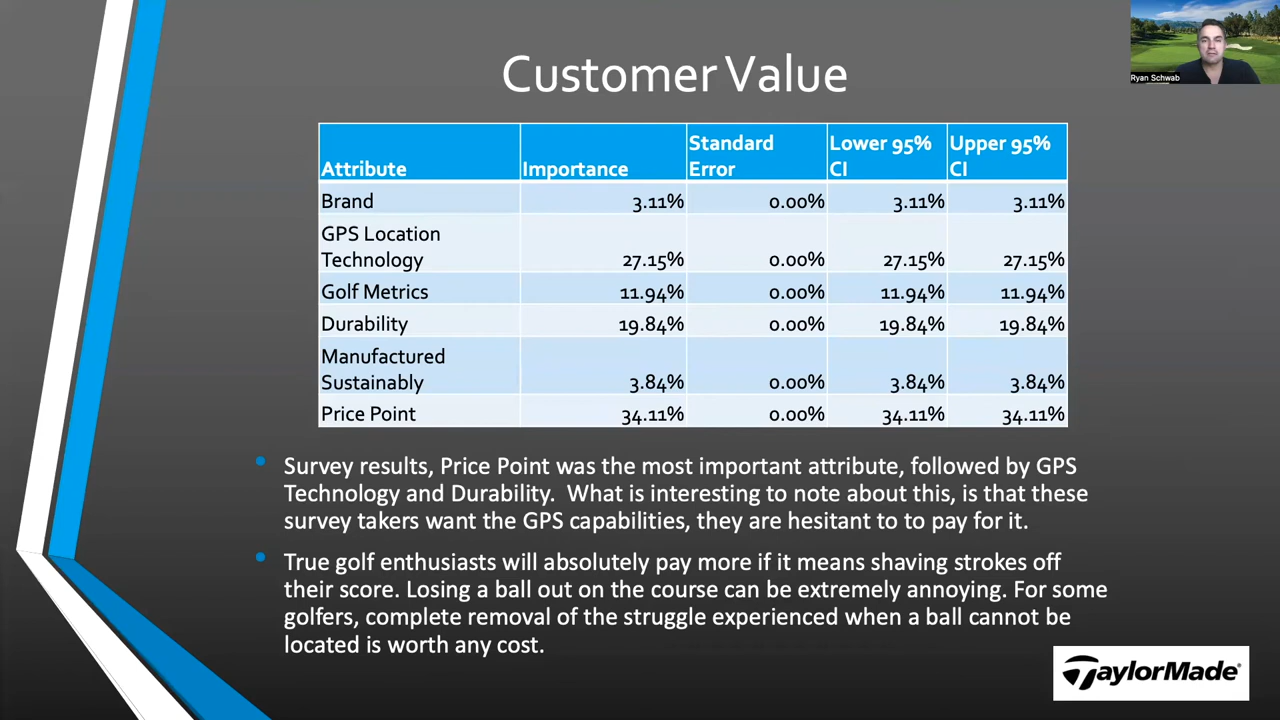 Ryan Schwab
Customer Value
Attribute Importance Standard Error Lower 95% CI Upper 95% CI
Brand 3.11% 0.00% 3.11% 3.11%
GPS Location Technology 27.15% 0.00% 27.15% 27.15%
Golf Metrics 11.94% 0.00% 11.94% 11.94%
Durability 19.84% 0.00% 19.84% 19.84%
Manufactured Sustainably 3.84% 0.00% 3.84% 3.84%
Price Point 34.11% 0.00% 34.11% 34.11%
• Survey results, Price Point was the most important attribute, followed by GPS
Technology and Durability.  What is interesting to note about this, is that these
survey takers want the GPS capabilities, they are hesitant to to pay for it.
• True golf enthusiasts will absolutely pay more if it means shaving strokes off
their score. Losing a ball out on the course can be extremely annoying. For some
golfers, complete removal of the struggle experienced when a ball cannot be
located is worth any cost.
TaylorMade®